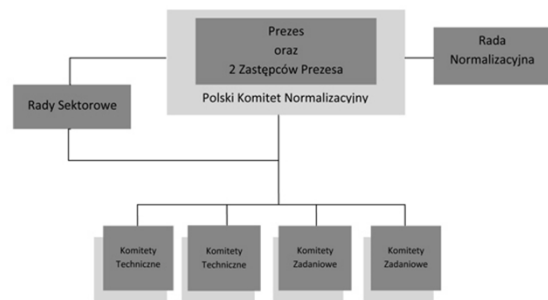 Prezes
oraz
2 Zastępców Prezesa
Polski Komitet Normalizacyjny
Rada
Normalizacyjna
Rady Sektorowe
Komitety
Techniczne
Komitety
Techniczne
Komitety
Zadaniowe
Komitety
Zadaniowe